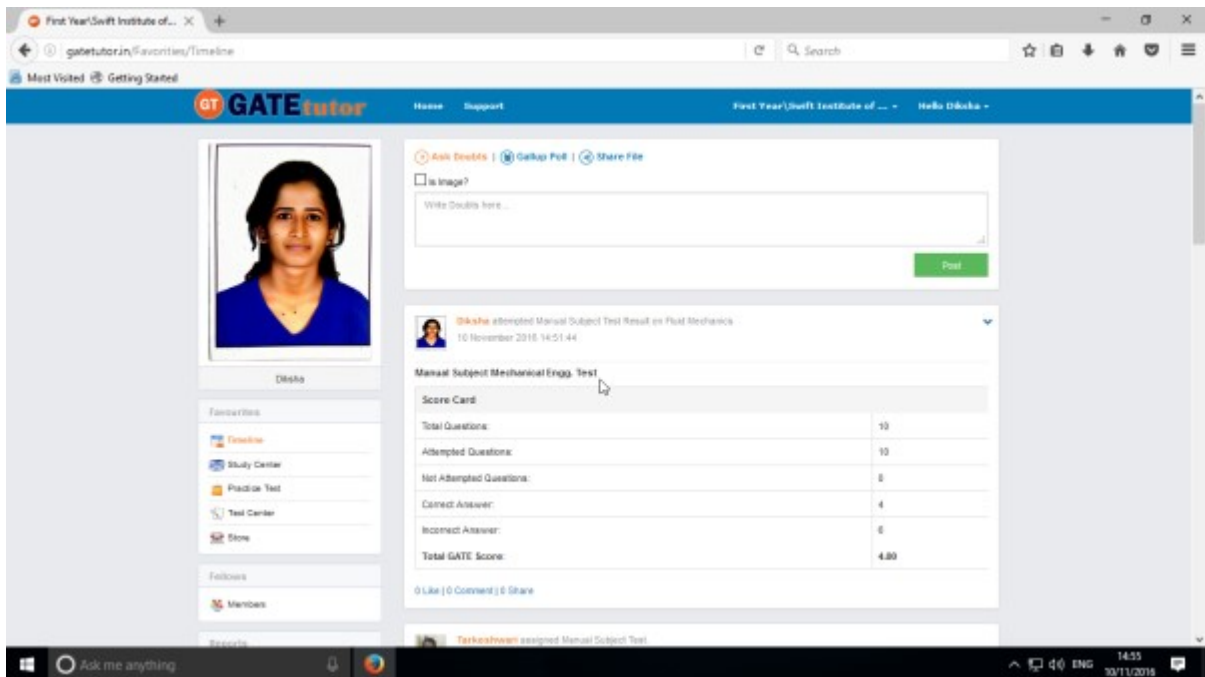 First Year\Swift Institute of...
gatetutor.in/Favorities/Timeline
Search
Most Visited Getting Started
GT GATEtutor
Home Support First Year\Swift Institute of ... Hello Diksha
Ask Doubts | Gallup Poll | Share File
Is Image?
Write Doubts here ...
Post
Diksha attempted Manual Subject Test Result on Fluid Mechanics
10 November 2016 14:51:44
Manual Subject Mechanical Engg. Test
Score Card
Total Questions: 10
Attempted Questions: 10
Not Attempted Questions: 0
Correct Answer: 4
Incorrect Answer: 6
Total GATE Score: 4.80
0 Like | 0 Comment | 0 Share
Diksha
Favourites
Timeline
Study Center
Practice Test
Test Center
Store
Fellows
Members
Reports
Tarkeshwari assigned Manual Subject Test.
Ask me anything
ENG
14:55
10/11/2016